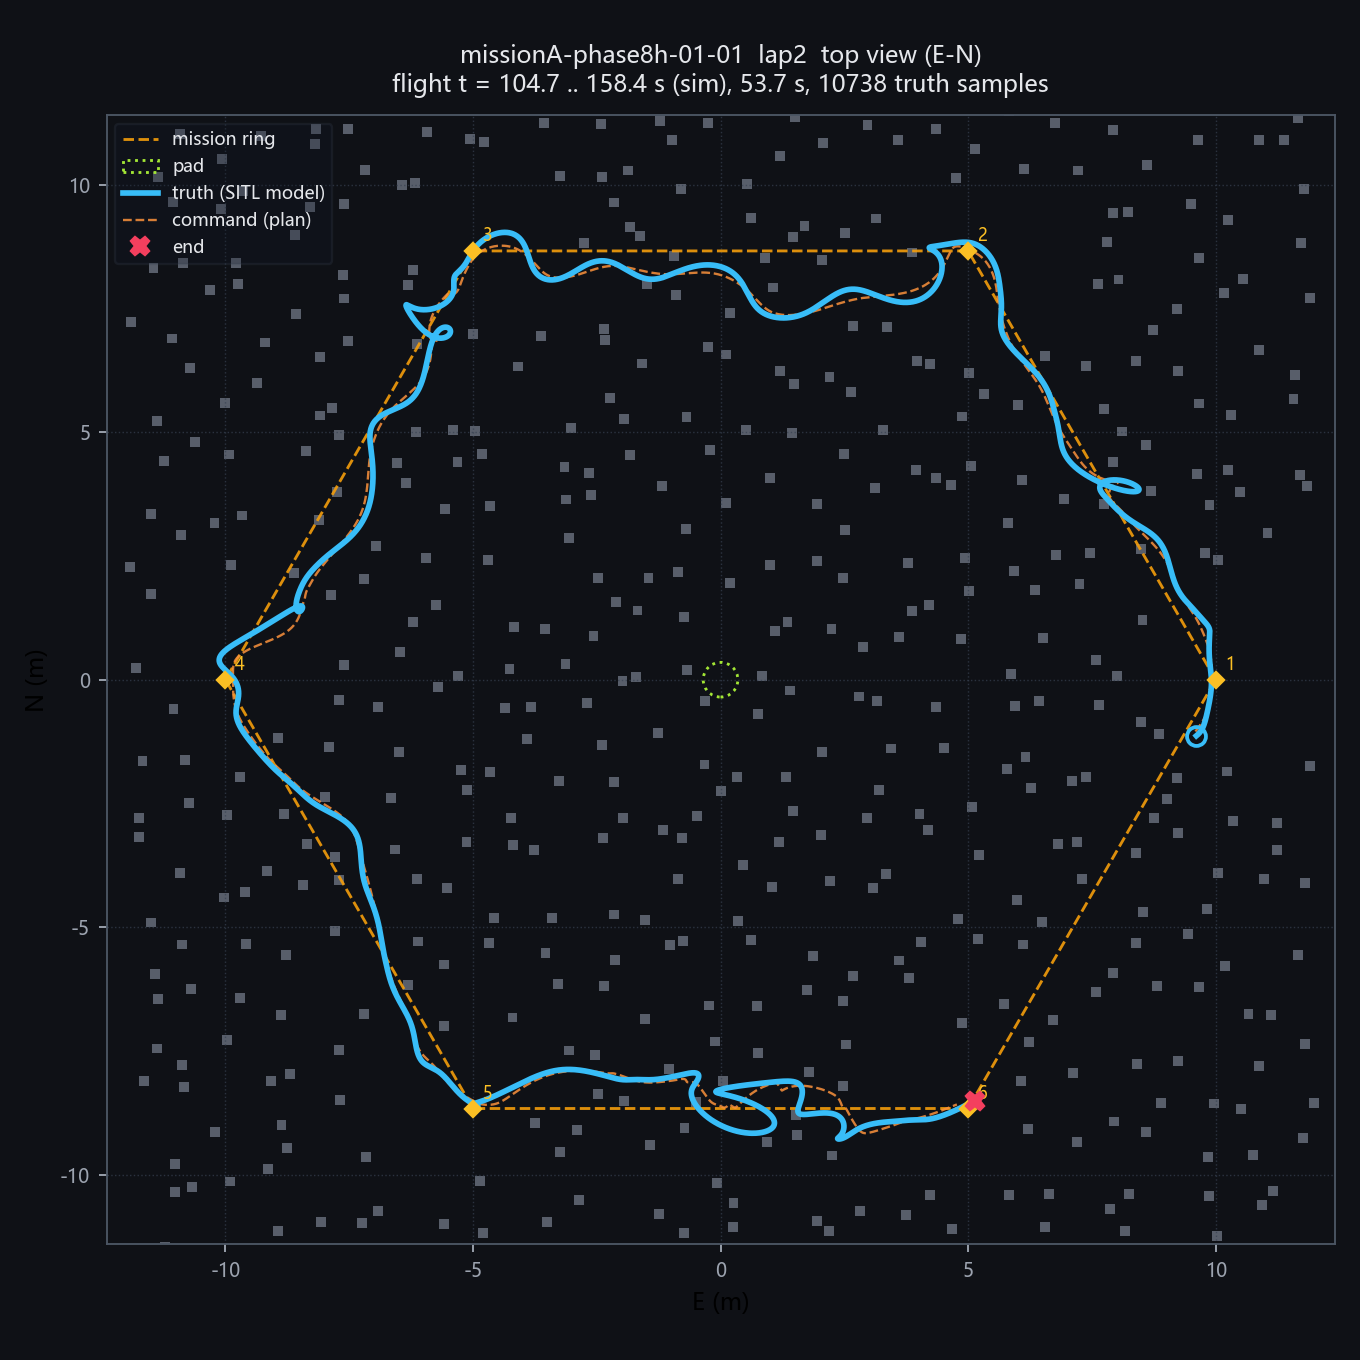 missionA-phase8h-01-01 lap2 top view (E-N)
flight t = 104.7 .. 158.4 s (sim), 53.7 s, 10738 truth samples
mission ring
pad
truth (SITL model)
command (plan)
end
10
5
0
-5
-10
N (m)
3
2
4
1
5
6
-10
-5
0
5
10
E (m)